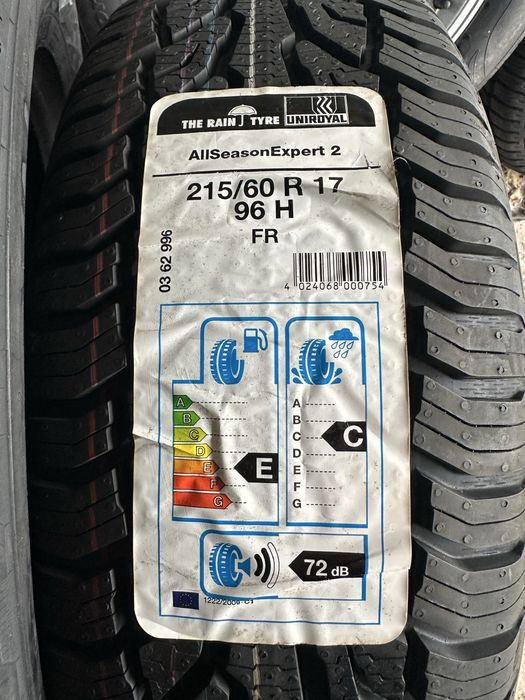 THE RAIN TYRE UNIROYAL
AllSeasonExpert 2
215/60 R 17
96 H
FR
03 62 996
4 024068 000754
A
B
C
D
E
F
G
E
A
B
C
D
E
F
G
C
72 dB
1222/2009 C1